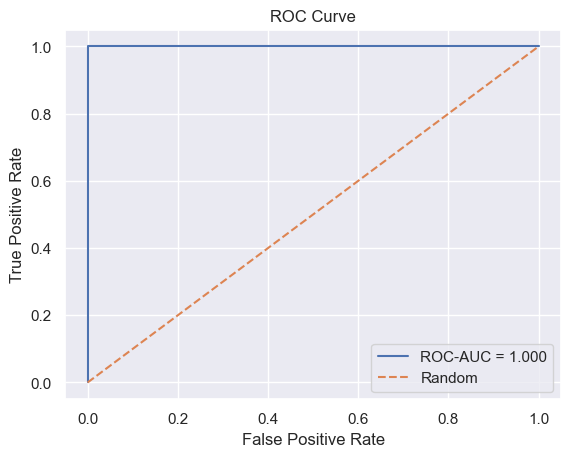 ROC Curve
1.0
0.8
0.6
0.4
0.2
0.0
True Positive Rate
ROC-AUC = 1.000
Random
0.0 0.2 0.4 0.6 0.8 1.0
False Positive Rate